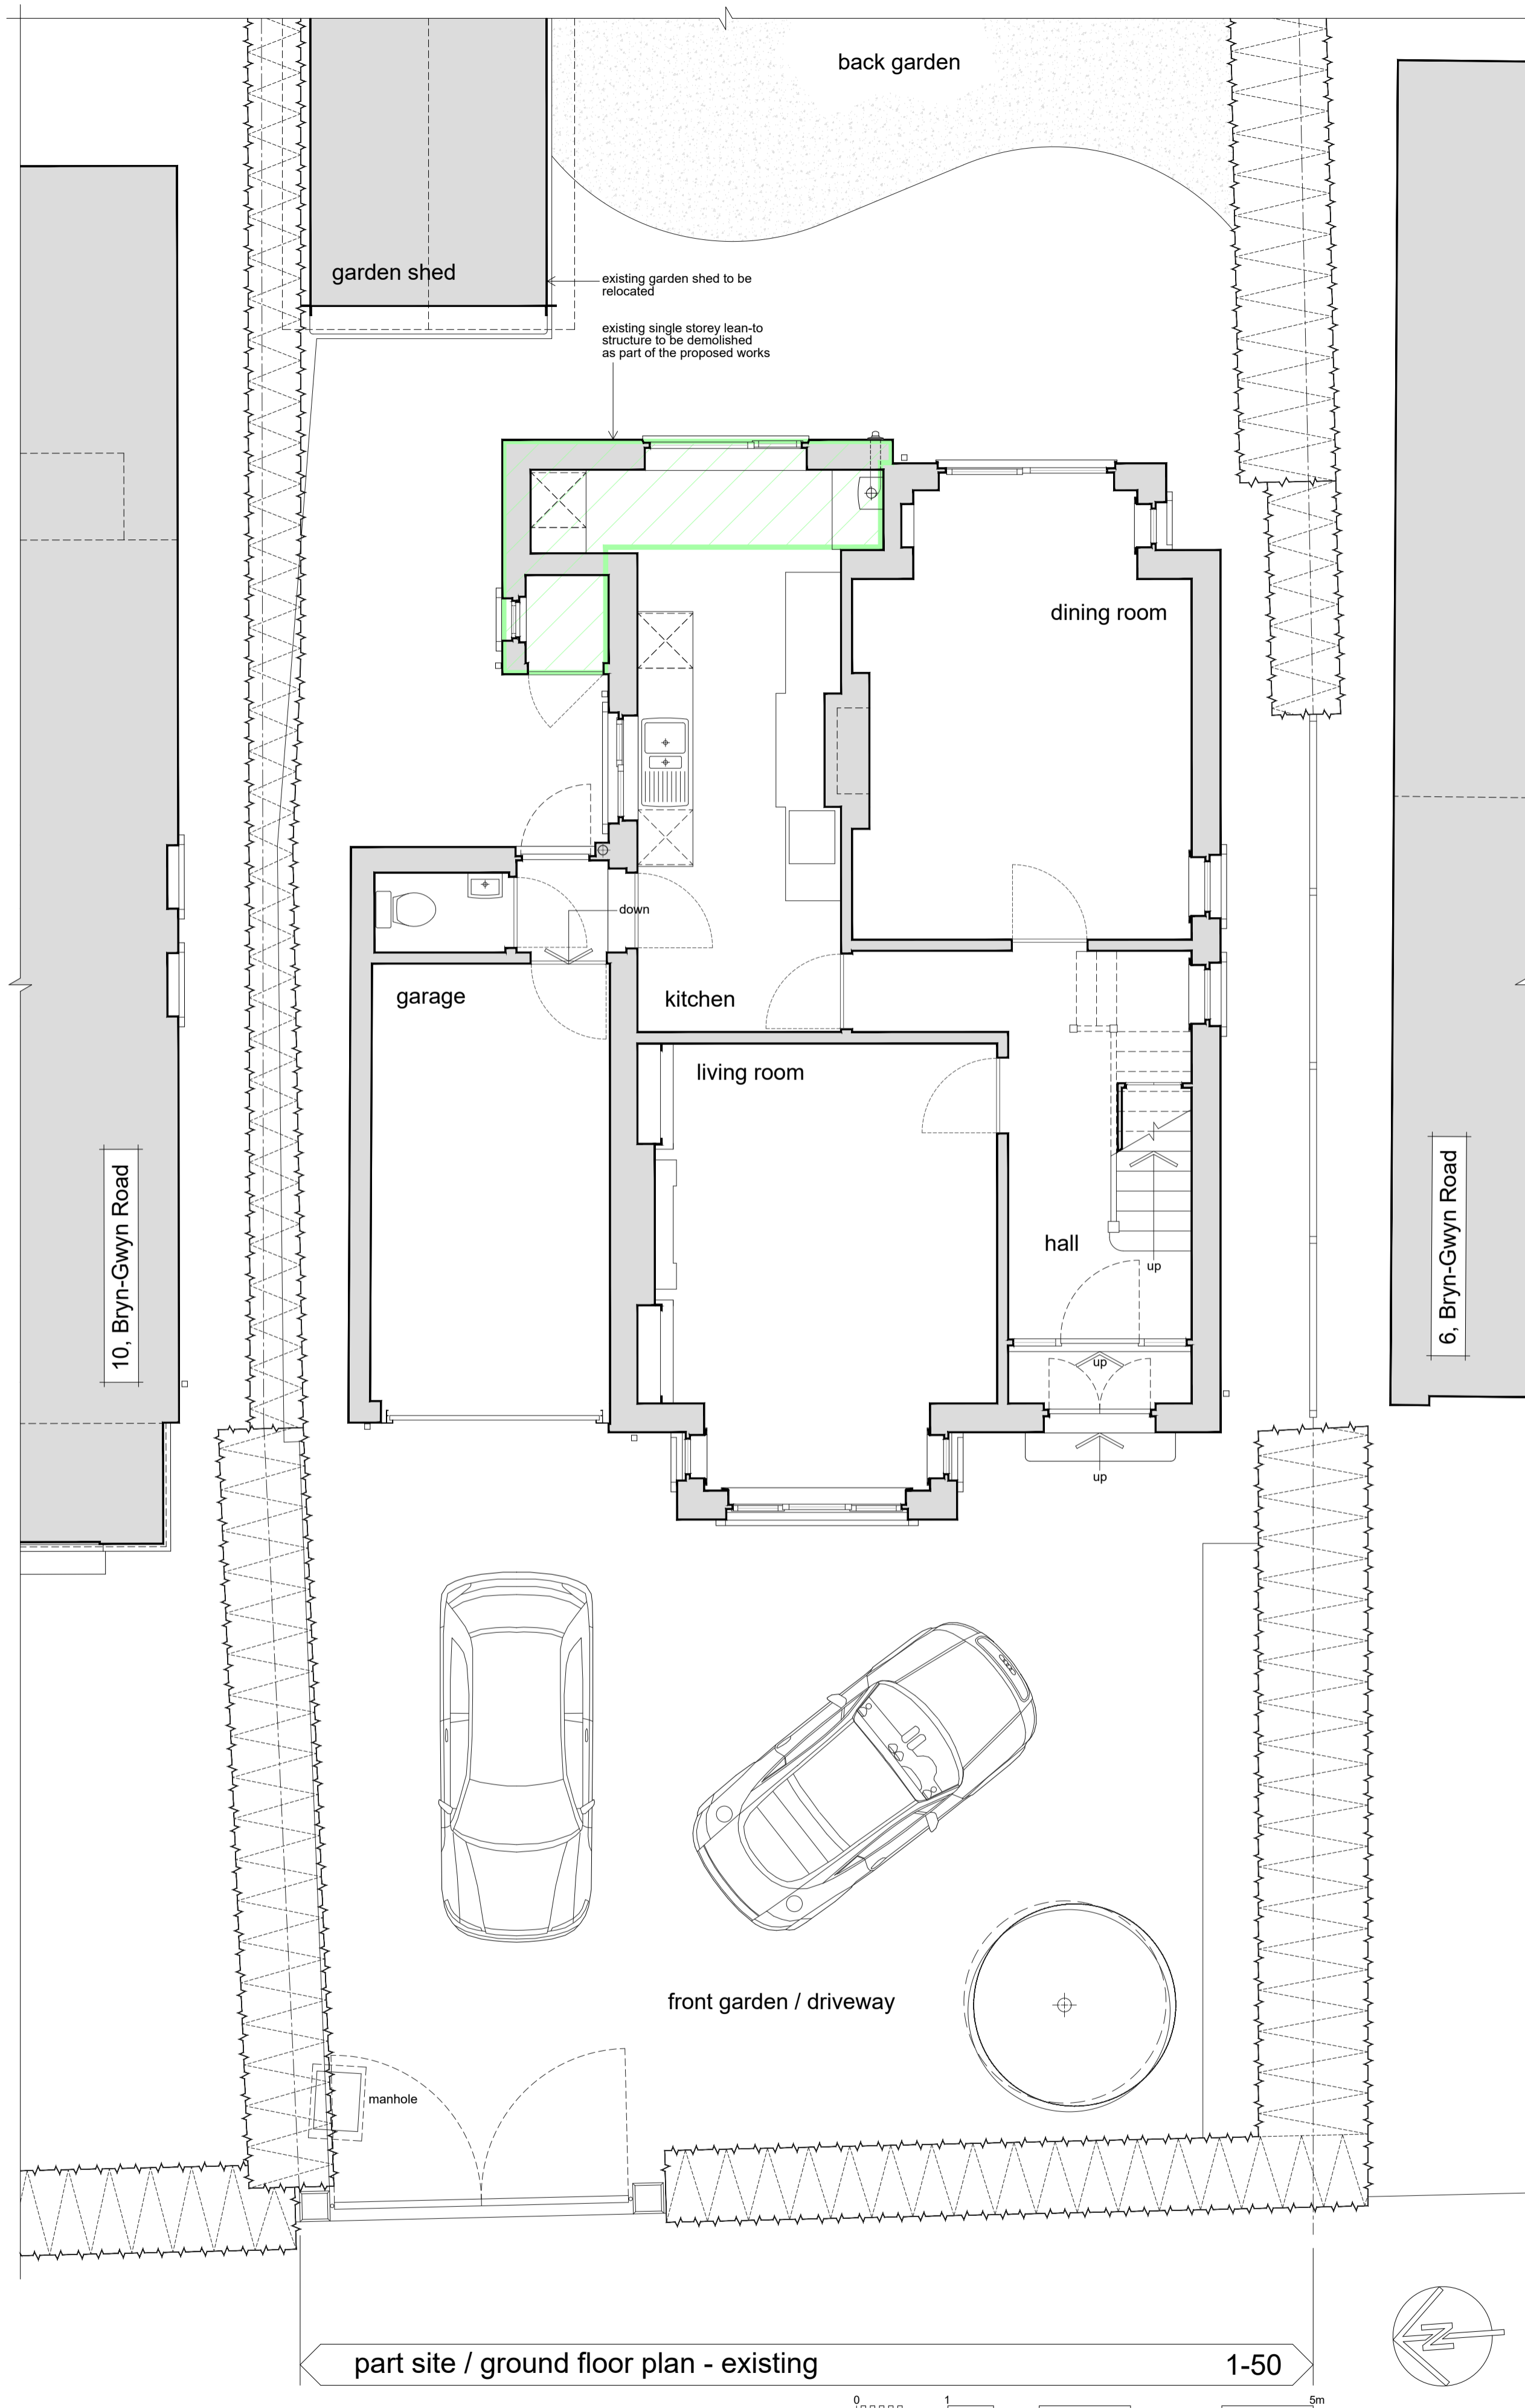 back garden
garden shed
existing garden shed to be
relocated
existing single storey lean-to
structure to be demolished
as part of the proposed works
dining room
down
garage
kitchen
living room
10, Bryn-Gwyn Road
6, Bryn-Gwyn Road
hall
up
up
up
front garden / driveway
manhole
N
part site / ground floor plan - existing
1-50
0
1
5m